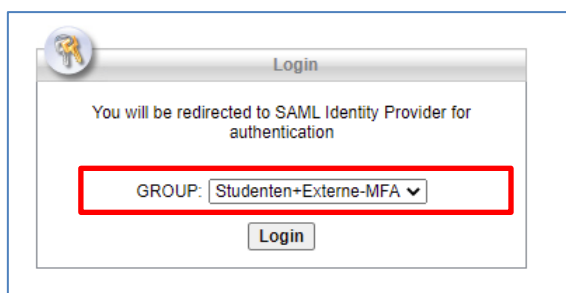 Login
You will be redirected to SAML Identity Provider for
authentication
GROUP: Studenten+Externe-MFA
Login